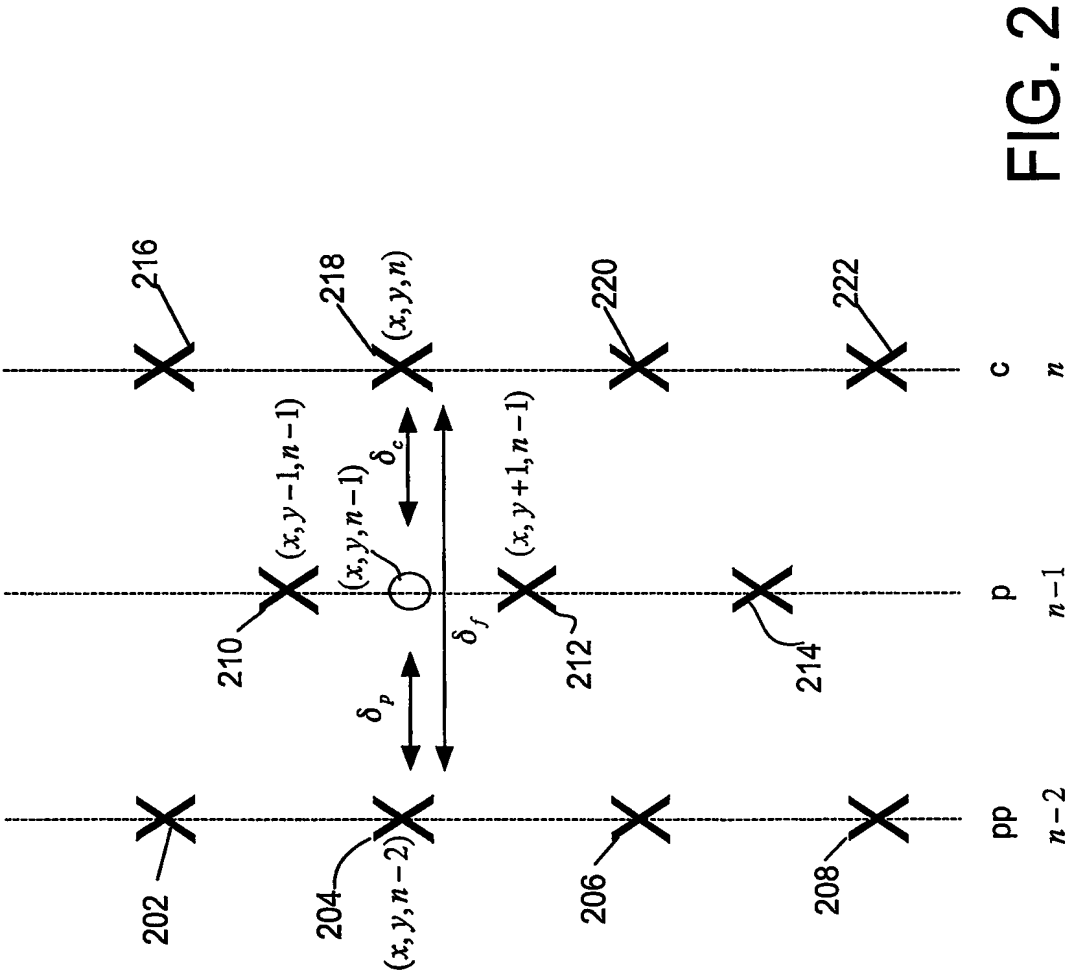 216
202
(x, y−1, n−1)
210
218
(x, y, n)
(x, y, n−1)
δc
δp
204
(x, y, n−2)
δf
(x, y+1, n−1)
212
220
206
214
222
208
pp
p
c
n−2
n−1
n
FIG. 2